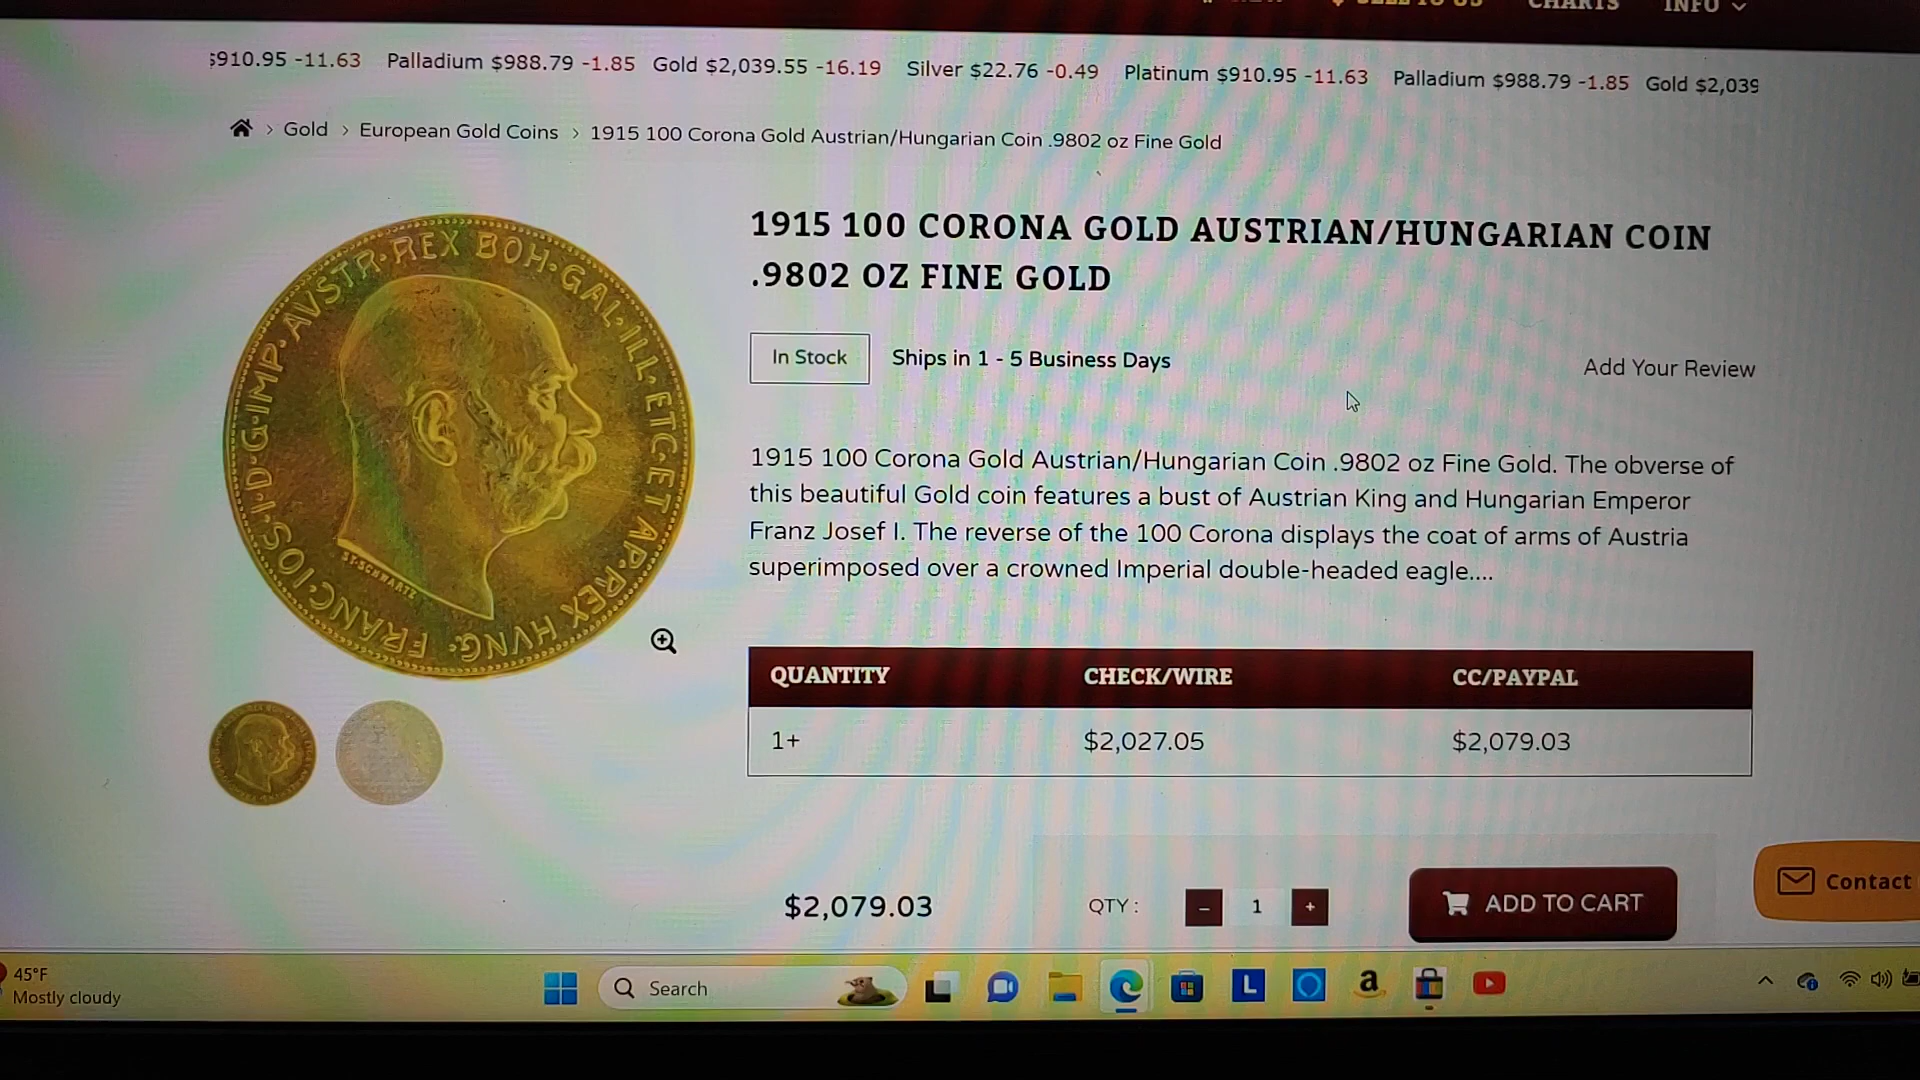 CHARTS
INFO
$910.95 -11.63 Palladium $988.79 -1.85 Gold $2,039.55 -16.19 Silver $22.76 -0.49 Platinum $910.95 -11.63 Palladium $988.79 -1.85 Gold $2,039
> Gold > European Gold Coins > 1915 100 Corona Gold Austrian/Hungarian Coin .9802 oz Fine Gold
FRANC·IOS·I·D·G·IMP·AVSTR·REX BOH·GAL·ILL·ETC·ET AP·REX HVNG·
ST·SCHWARTZ
1915 100 CORONA GOLD AUSTRIAN/HUNGARIAN COIN
.9802 OZ FINE GOLD
In Stock
Ships in 1 - 5 Business Days
Add Your Review
1915 100 Corona Gold Austrian/Hungarian Coin .9802 oz Fine Gold. The obverse of
this beautiful Gold coin features a bust of Austrian King and Hungarian Emperor
Franz Josef I. The reverse of the 100 Corona displays the coat of arms of Austria
superimposed over a crowned Imperial double-headed eagle....
QUANTITY CHECK/WIRE CC/PAYPAL
1+ $2,027.05 $2,079.03
$2,079.03 QTY : - 1 + ADD TO CART
Contact
45°F
Mostly cloudy
Search
L
a